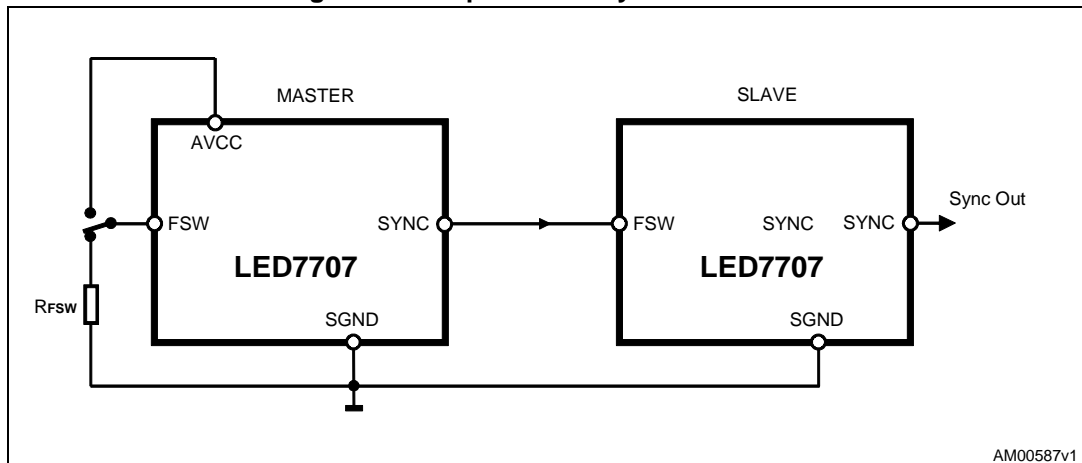 MASTER
SLAVE
AVCC
Sync Out
FSW
SYNC
FSW
SYNC
SYNC
LED7707
LED7707
RFSW
SGND
SGND
AM00587v1